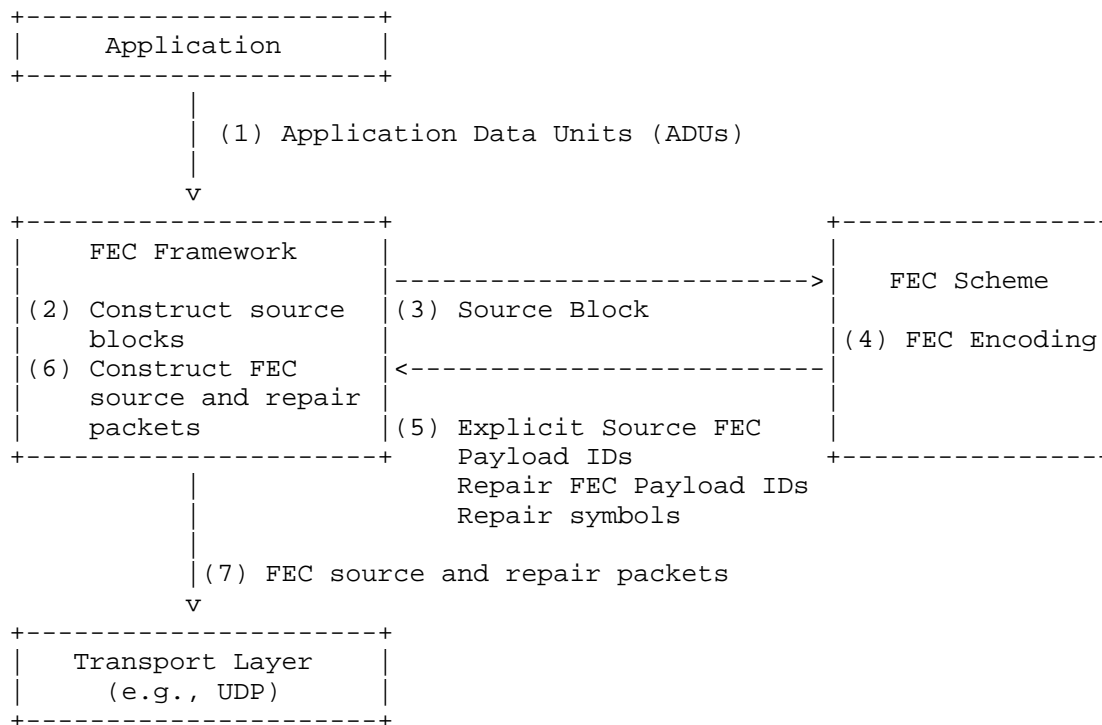 Application
(1) Application Data Units (ADUs)
FEC Framework
FEC Scheme
(2) Construct source
blocks
(3) Source Block
(4) FEC Encoding
(6) Construct FEC
source and repair
packets
(5) Explicit Source FEC
Payload IDs
Repair FEC Payload IDs
Repair symbols
(7) FEC source and repair packets
Transport Layer
(e.g., UDP)